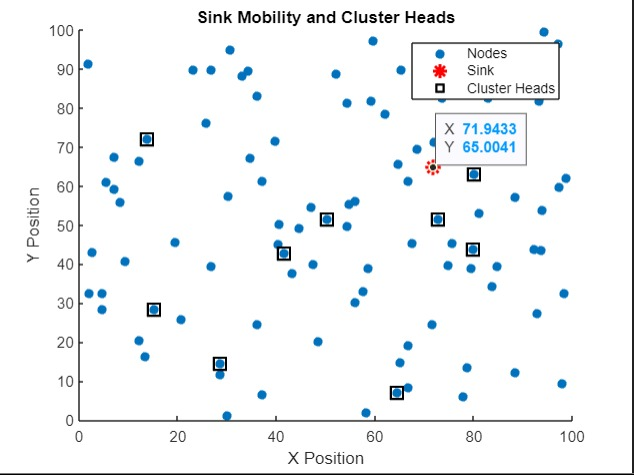 Sink Mobility and Cluster Heads
100
90
80
70
60
50
40
30
20
10
0
Y Position
Nodes
Sink
Cluster Heads
X 71.9433
Y 65.0041
0 20 40 60 80 100
X Position